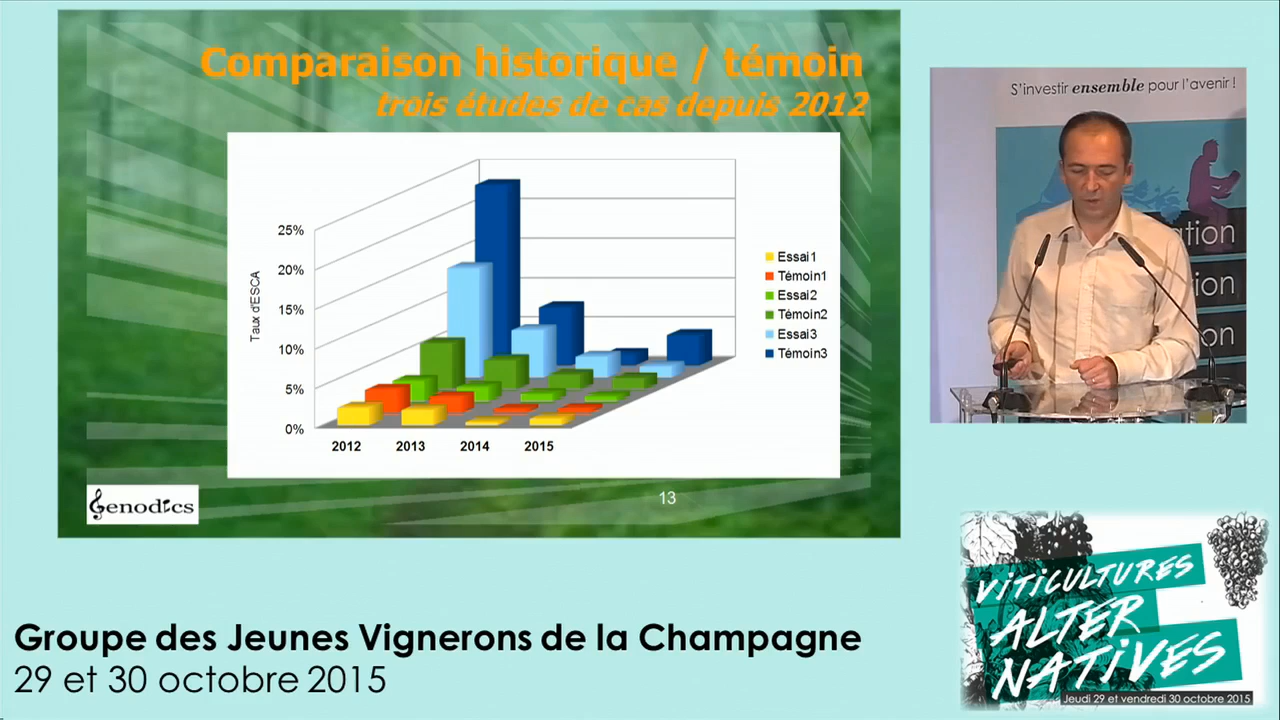 Comparaison historique / témoin
trois études de cas depuis 2012
25%
20%
15%
10%
5%
0%
Taux d'ESCA
2012 2013 2014 2015
Essai1
Témoin1
Essai2
Témoin2
Essai3
Témoin3
Genodics
13
S'investir ensemble pour l'avenir !
ation
ion
on
Groupe des Jeunes Vignerons de la Champagne
29 et 30 octobre 2015
VITICULTURES
ALTER
NATIVES
Jeudi 29 et vendredi 30 octobre 2015